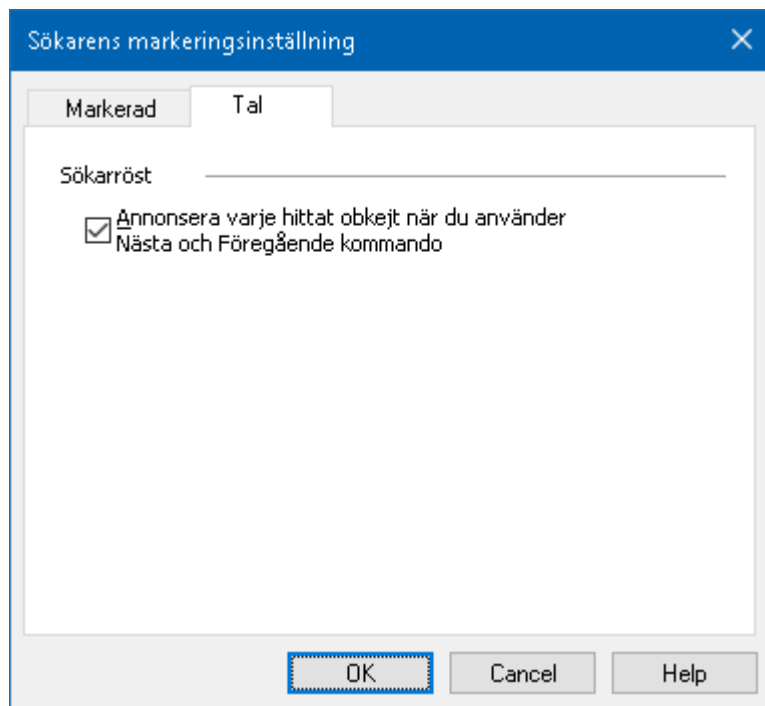 Sökarens markeringsinställning
Markerad
Tal
Sökarröst
Annonsera varje hittat obkejt när du använder
Nästa och Föregående kommando
OK
Cancel
Help